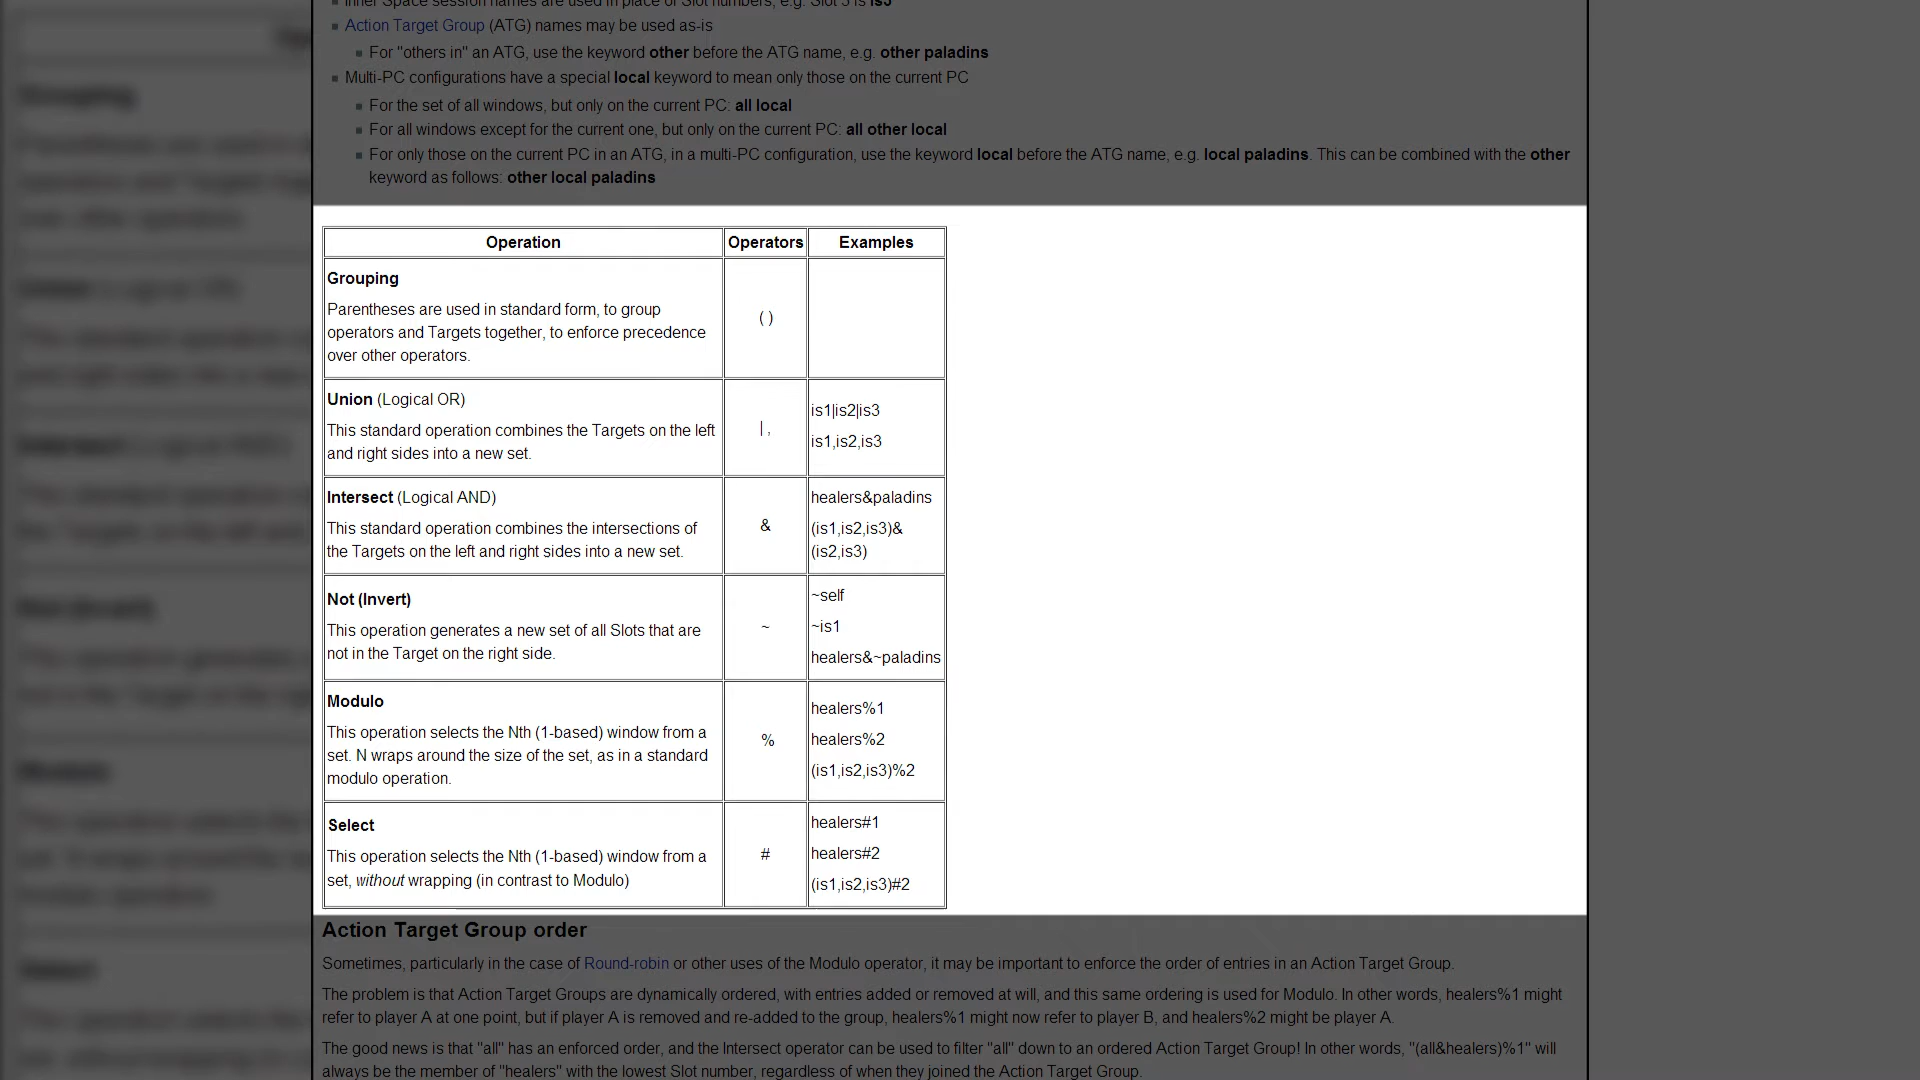 Inner Space session names are used in place of Slot numbers, e.g. Slot 3 is is3
Action Target Group (ATG) names may be used as-is
For "others in" an ATG, use the keyword other before the ATG name, e.g. other paladins
Multi-PC configurations have a special local keyword to mean only those on the current PC
For the set of all windows, but only on the current PC: all local
For all windows except for the current one, but only on the current PC: all other local
For only those on the current PC in an ATG, in a multi-PC configuration, use the keyword local before the ATG name, e.g. local paladins. This can be combined with the other
keyword as follows: other local paladins
Operation Operators Examples
Grouping
Parentheses are used in standard form, to group
operators and Targets together, to enforce precedence
over other operators.
( )
Union (Logical OR)
This standard operation combines the Targets on the left
and right sides into a new set.
| ,
is1|is2|is3
is1,is2,is3
Intersect (Logical AND)
This standard operation combines the intersections of
the Targets on the left and right sides into a new set.
&
healers&paladins
(is1,is2,is3)&
(is2,is3)
Not (Invert)
This operation generates a new set of all Slots that are
not in the Target on the right side.
~
~self
~is1
healers&~paladins
Modulo
This operation selects the Nth (1-based) window from a
set. N wraps around the size of the set, as in a standard
modulo operation.
%
healers%1
healers%2
(is1,is2,is3)%2
Select
This operation selects the Nth (1-based) window from a
set, without wrapping (in contrast to Modulo)
#
healers#1
healers#2
(is1,is2,is3)#2
Action Target Group order
Sometimes, particularly in the case of Round-robin or other uses of the Modulo operator, it may be important to enforce the order of entries in an Action Target Group.
The problem is that Action Target Groups are dynamically ordered, with entries added or removed at will, and this same ordering is used for Modulo. In other words, healers%1 might
refer to player A at one point, but if player A is removed and re-added to the group, healers%1 might now refer to player B, and healers%2 might be player A.
The good news is that "all" has an enforced order, and the Intersect operator can be used to filter "all" down to an ordered Action Target Group! In other words, "(all&healers)%1" will
always be the member of "healers" with the lowest Slot number, regardless of when they joined the Action Target Group.